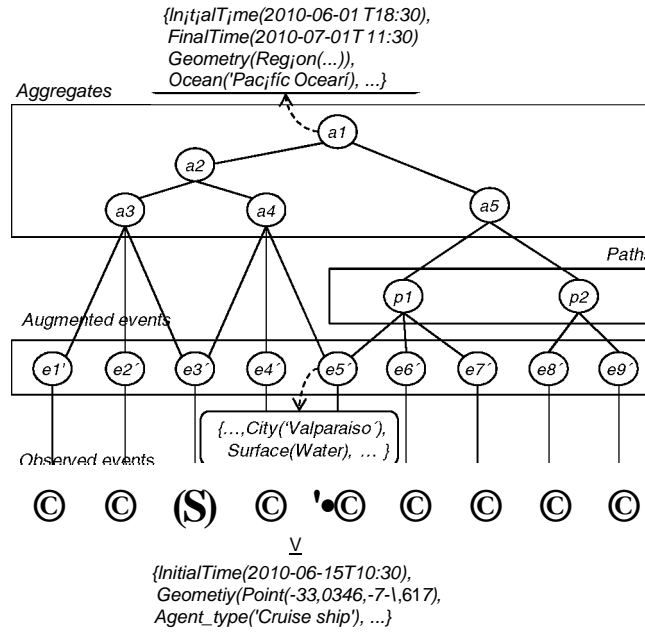 {In¡t¡alT¡me(2010-06-01 T18:30),
FinalTime(2010-07-01T 11:30)
Geometry(Reg¡on(...)),
Ocean('Pac¡fíc Ocearí), ...}
Aggregates
a1
a2
a3 a4 a5
Paths
p1 p2
Augmented events
e1' e2´ e3´ e4´ e5´ e6´ e7´ e8´ e9´
{...,City(‘Valparaiso´),
Surface(Water), ... }
Observed events
© © (S) © '•© © © © ©
V
{InitialTime(2010-06-15T10:30),
Geometiy(Point(-33,0346,-7-\,617),
Agent_type('Cruise ship'), ...}